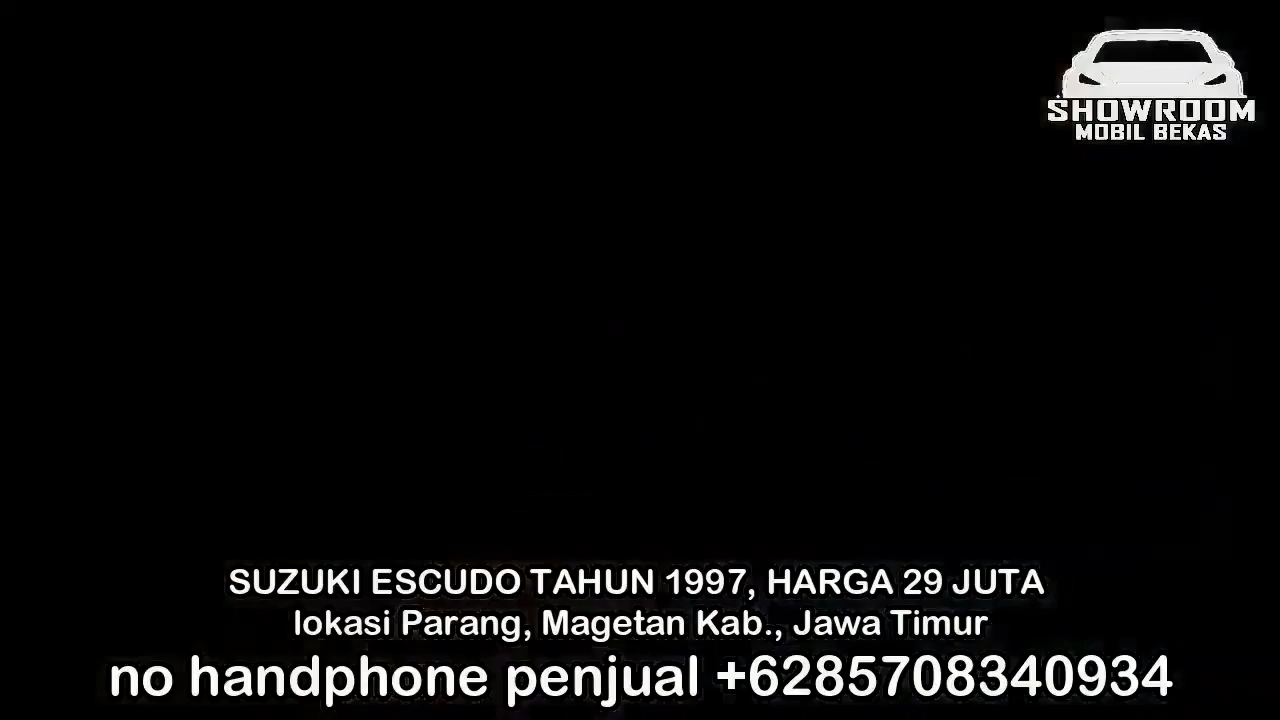 SHOWROOM
MOBIL BEKAS
SUZUKI ESCUDO TAHUN 1997, HARGA 29 JUTA
lokasi Parang, Magetan Kab., Jawa Timur
no handphone penjual +6285708340934